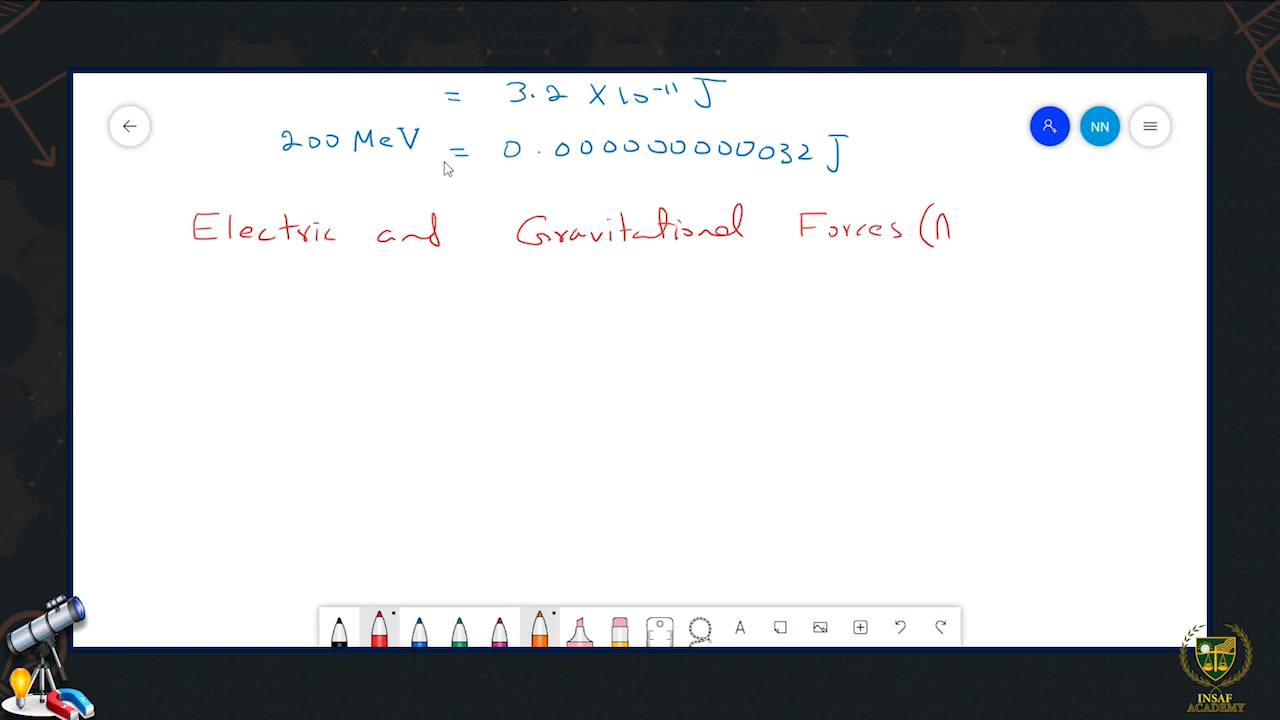 = 3.2 × 10⁻¹¹ J
200 MeV = 0.000000000032 J
Electric and Gravitational Forces (N
NN
A
INSAF
ACADEMY